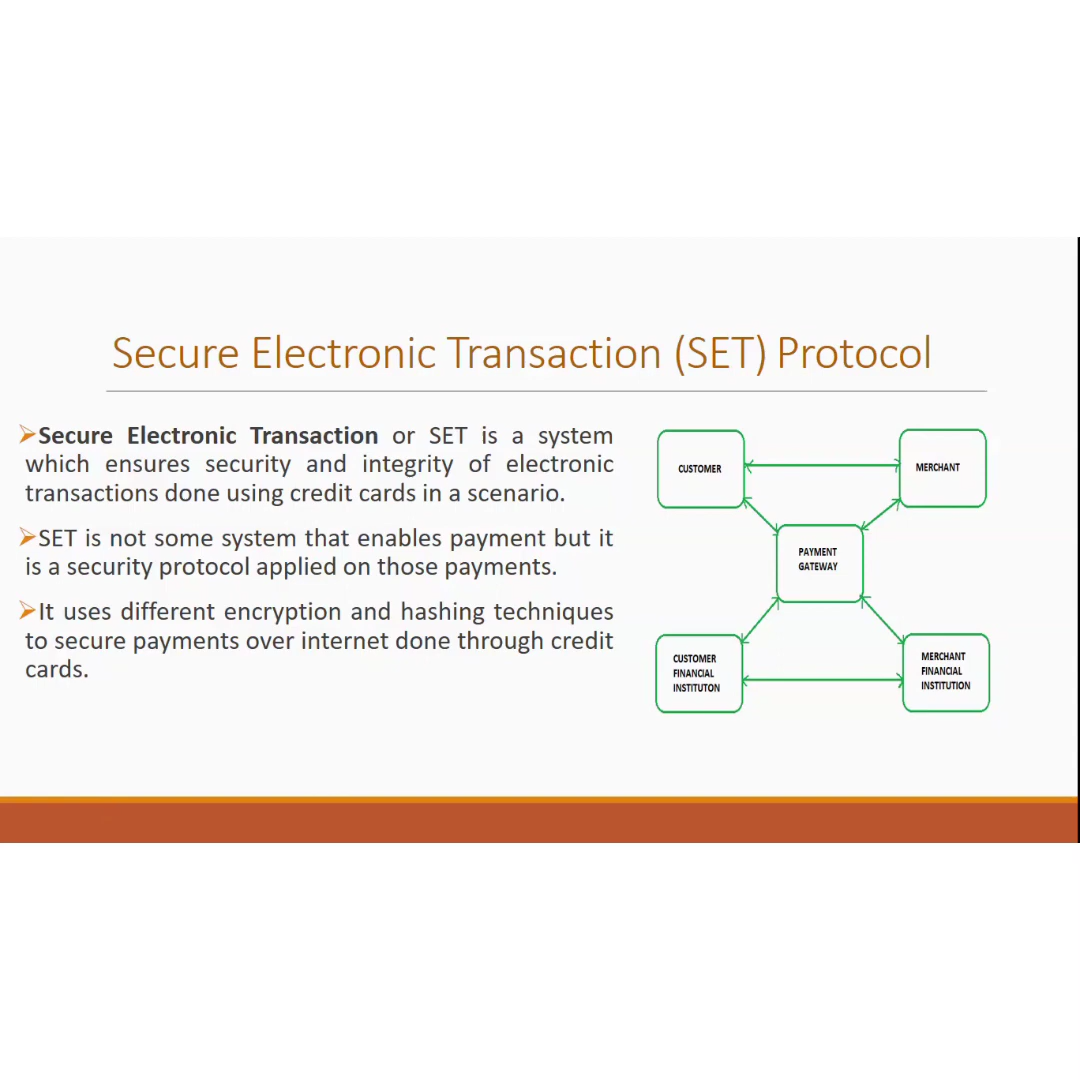 Secure Electronic Transaction (SET) Protocol
➢Secure Electronic Transaction or SET is a system
which ensures security and integrity of electronic
transactions done using credit cards in a scenario.
➢SET is not some system that enables payment but it
is a security protocol applied on those payments.
➢It uses different encryption and hashing techniques
to secure payments over internet done through credit
cards.
CUSTOMER
MERCHANT
PAYMENT
GATEWAY
CUSTOMER
FINANCIAL
INSTITUTON
MERCHANT
FINANCIAL
INSTITUTION